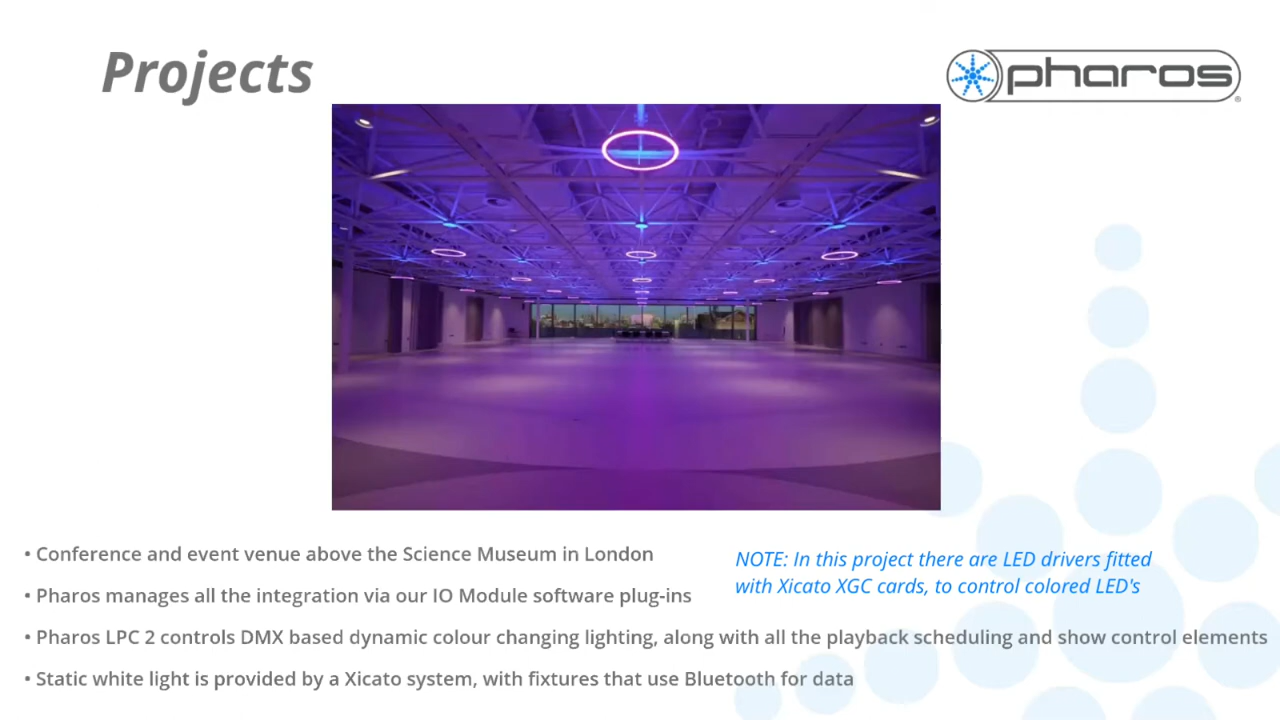 Projects
pharos®
• Conference and event venue above the Science Museum in London
NOTE: In this project there are LED drivers fitted
with Xicato XGC cards, to control colored LED's
• Pharos manages all the integration via our IO Module software plug-ins
• Pharos LPC 2 controls DMX based dynamic colour changing lighting, along with all the playback scheduling and show control elements
• Static white light is provided by a Xicato system, with fixtures that use Bluetooth for data